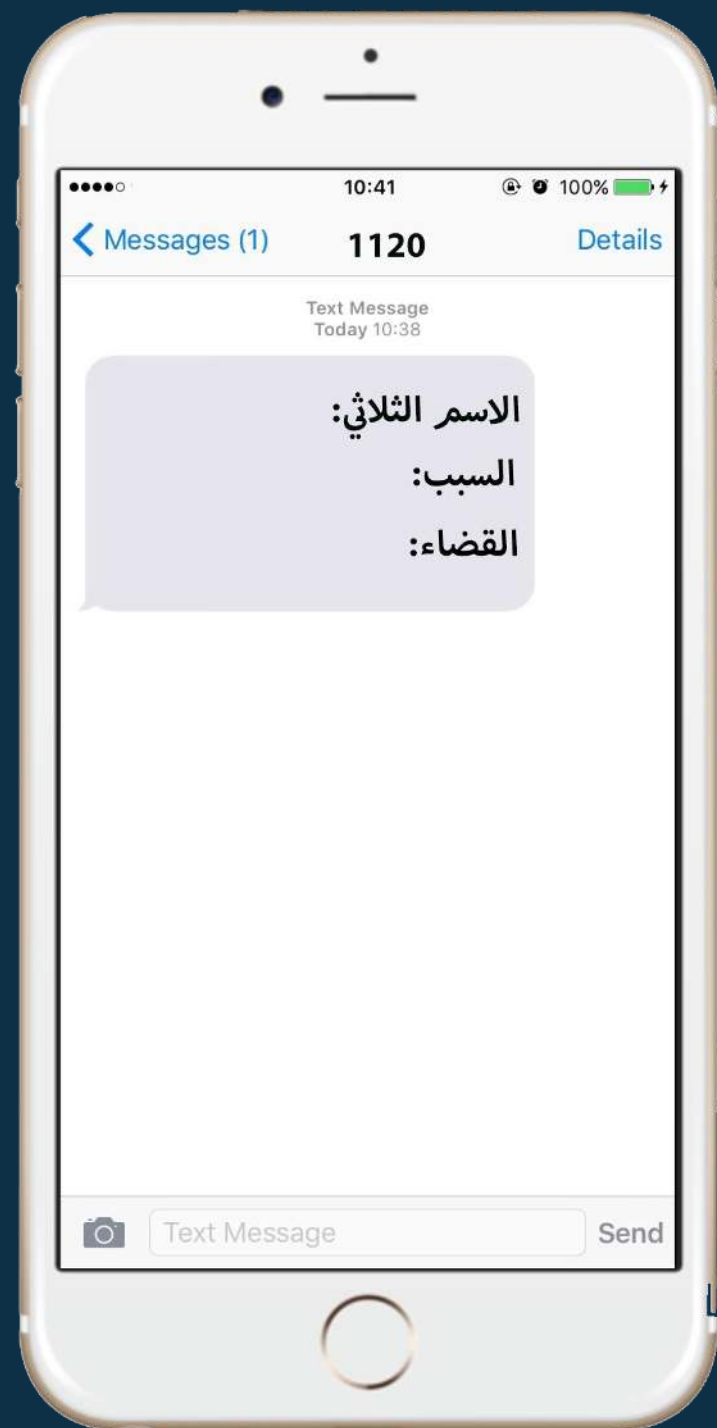 10:41
100%
Messages (1)
1120
Details
Text Message
Today 10:38
الاسم الثلاثي:
السبب:
القضاء:
Text Message
Send